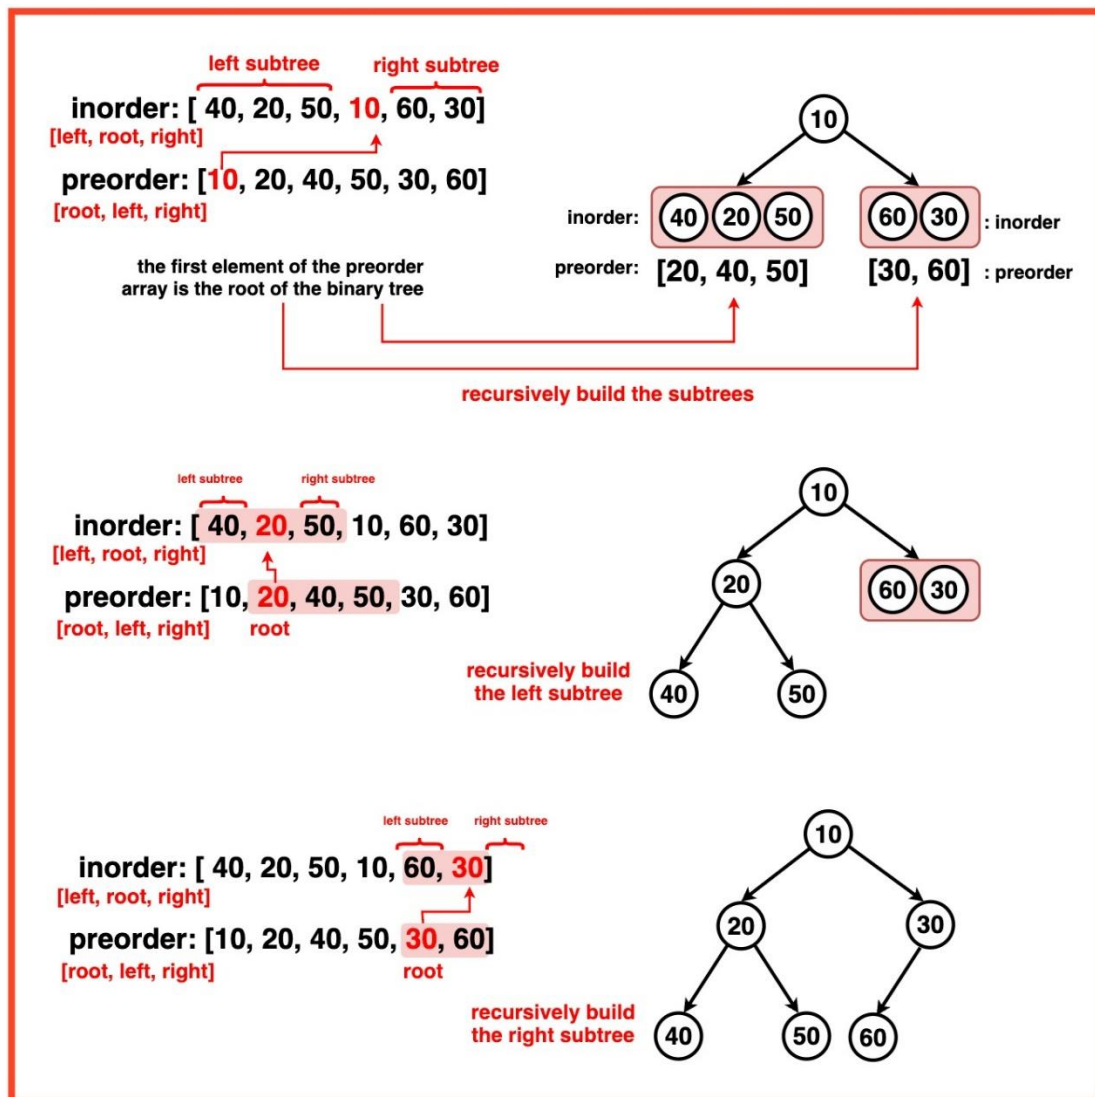 left subtree right subtree
inorder: [ 40, 20, 50, 10, 60, 30]
[left, root, right]
preorder: [10, 20, 40, 50, 30, 60]
[root, left, right]
the first element of the preorder
array is the root of the binary tree
10
inorder: 40 20 50 60 30 : inorder
preorder: [20, 40, 50] [30, 60] : preorder
recursively build the subtrees
left subtree right subtree
inorder: [ 40, 20, 50, 10, 60, 30]
[left, root, right]
preorder: [10, 20, 40, 50, 30, 60]
[root, left, right] root
10
20 60 30
recursively build
the left subtree
40 50
left subtree right subtree
inorder: [ 40, 20, 50, 10, 60, 30]
[left, root, right]
preorder: [10, 20, 40, 50, 30, 60]
[root, left, right] root
10
20 30
recursively build
the right subtree
40 50 60